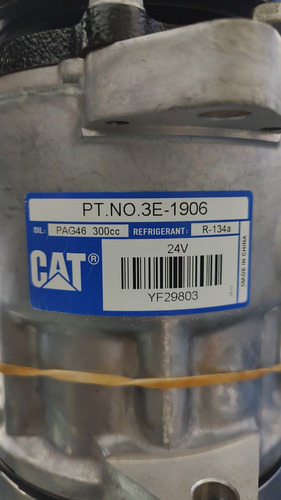 PT.NO.3E-1906
OIL: PAG46 300cc REFRIGERANT: R-134a
CAT®
24V
YF29803
MADE IN CHINA